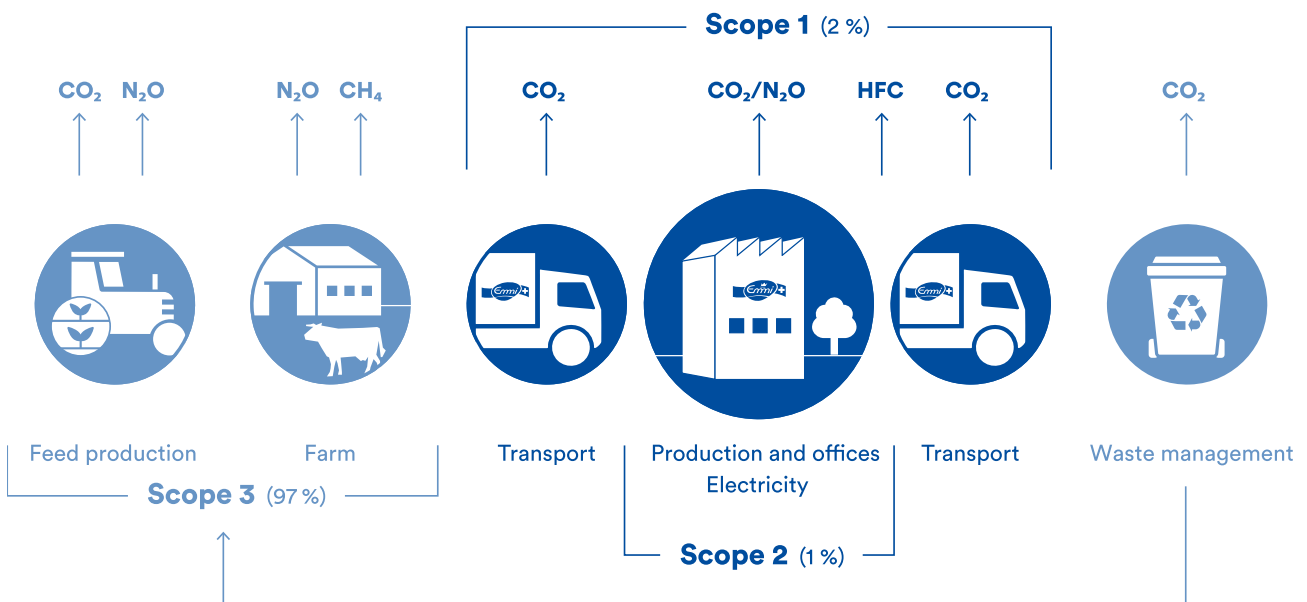 Scope 1 (2 %)
CO₂ N₂O N₂O CH₄ CO₂ CO₂/N₂O HFC CO₂ CO₂
Emmi Emmi Emmi
Feed production Farm Transport Production and offices Transport Waste management
Electricity
Scope 3 (97 %)
Scope 2 (1 %)